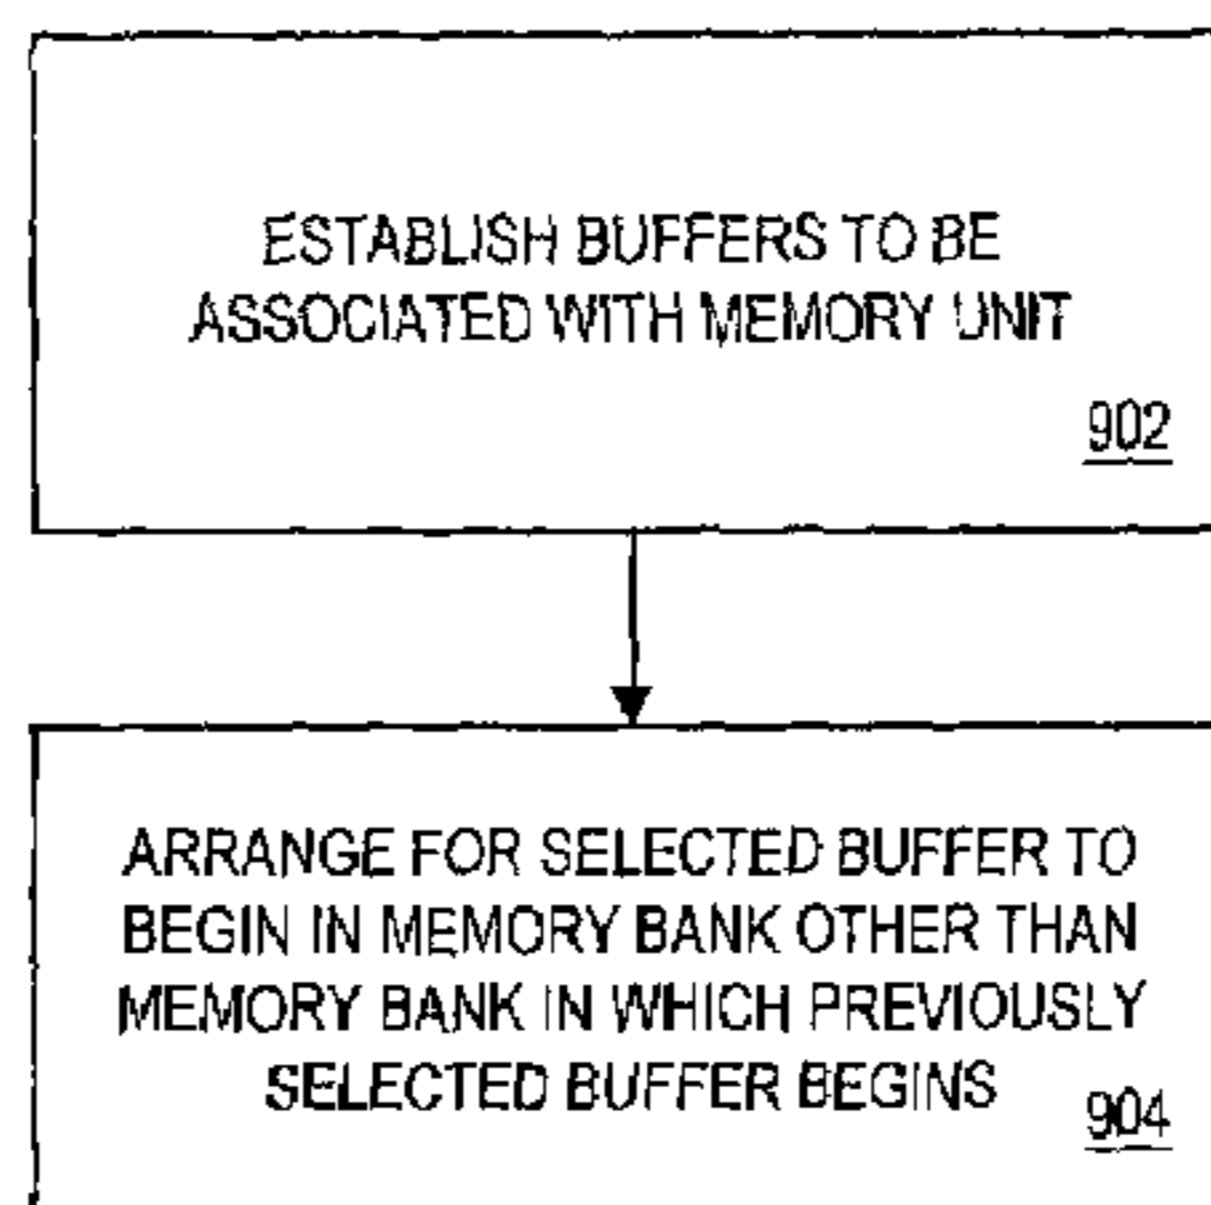 ESTABLISH BUFFERS TO BE
ASSOCIATED WITH MEMORY UNIT
902
ARRANGE FOR SELECTED BUFFER TO
BEGIN IN MEMORY BANK OTHER THAN
MEMORY BANK IN WHICH PREVIOUSLY
SELECTED BUFFER BEGINS
904